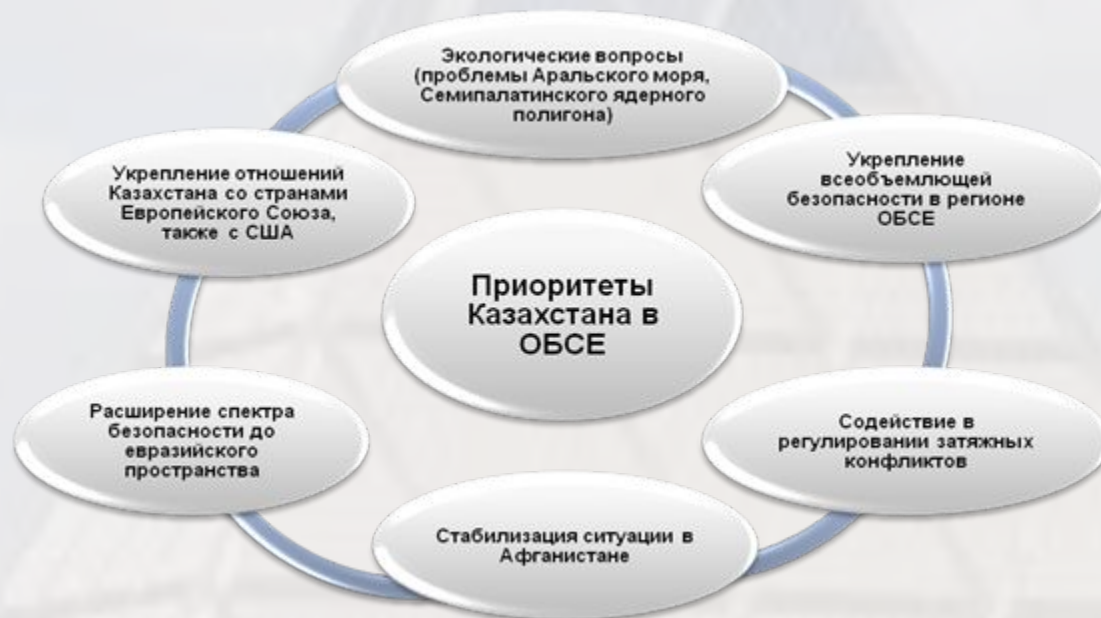 Экологические вопросы
(проблемы Аральского моря,
Семипалатинского ядерного
полигона)
Укрепление
всеобъемлющей
безопасности в регионе
ОБСЕ
Содействие в
регулировании затяжных
конфликтов
Стабилизация ситуации в
Афганистане
Расширение спектра
безопасности до
евразийского
пространства
Укрепление отношений
Казахстана со странами
Европейского Союза,
также с США
Приоритеты
Казахстана в
ОБСЕ